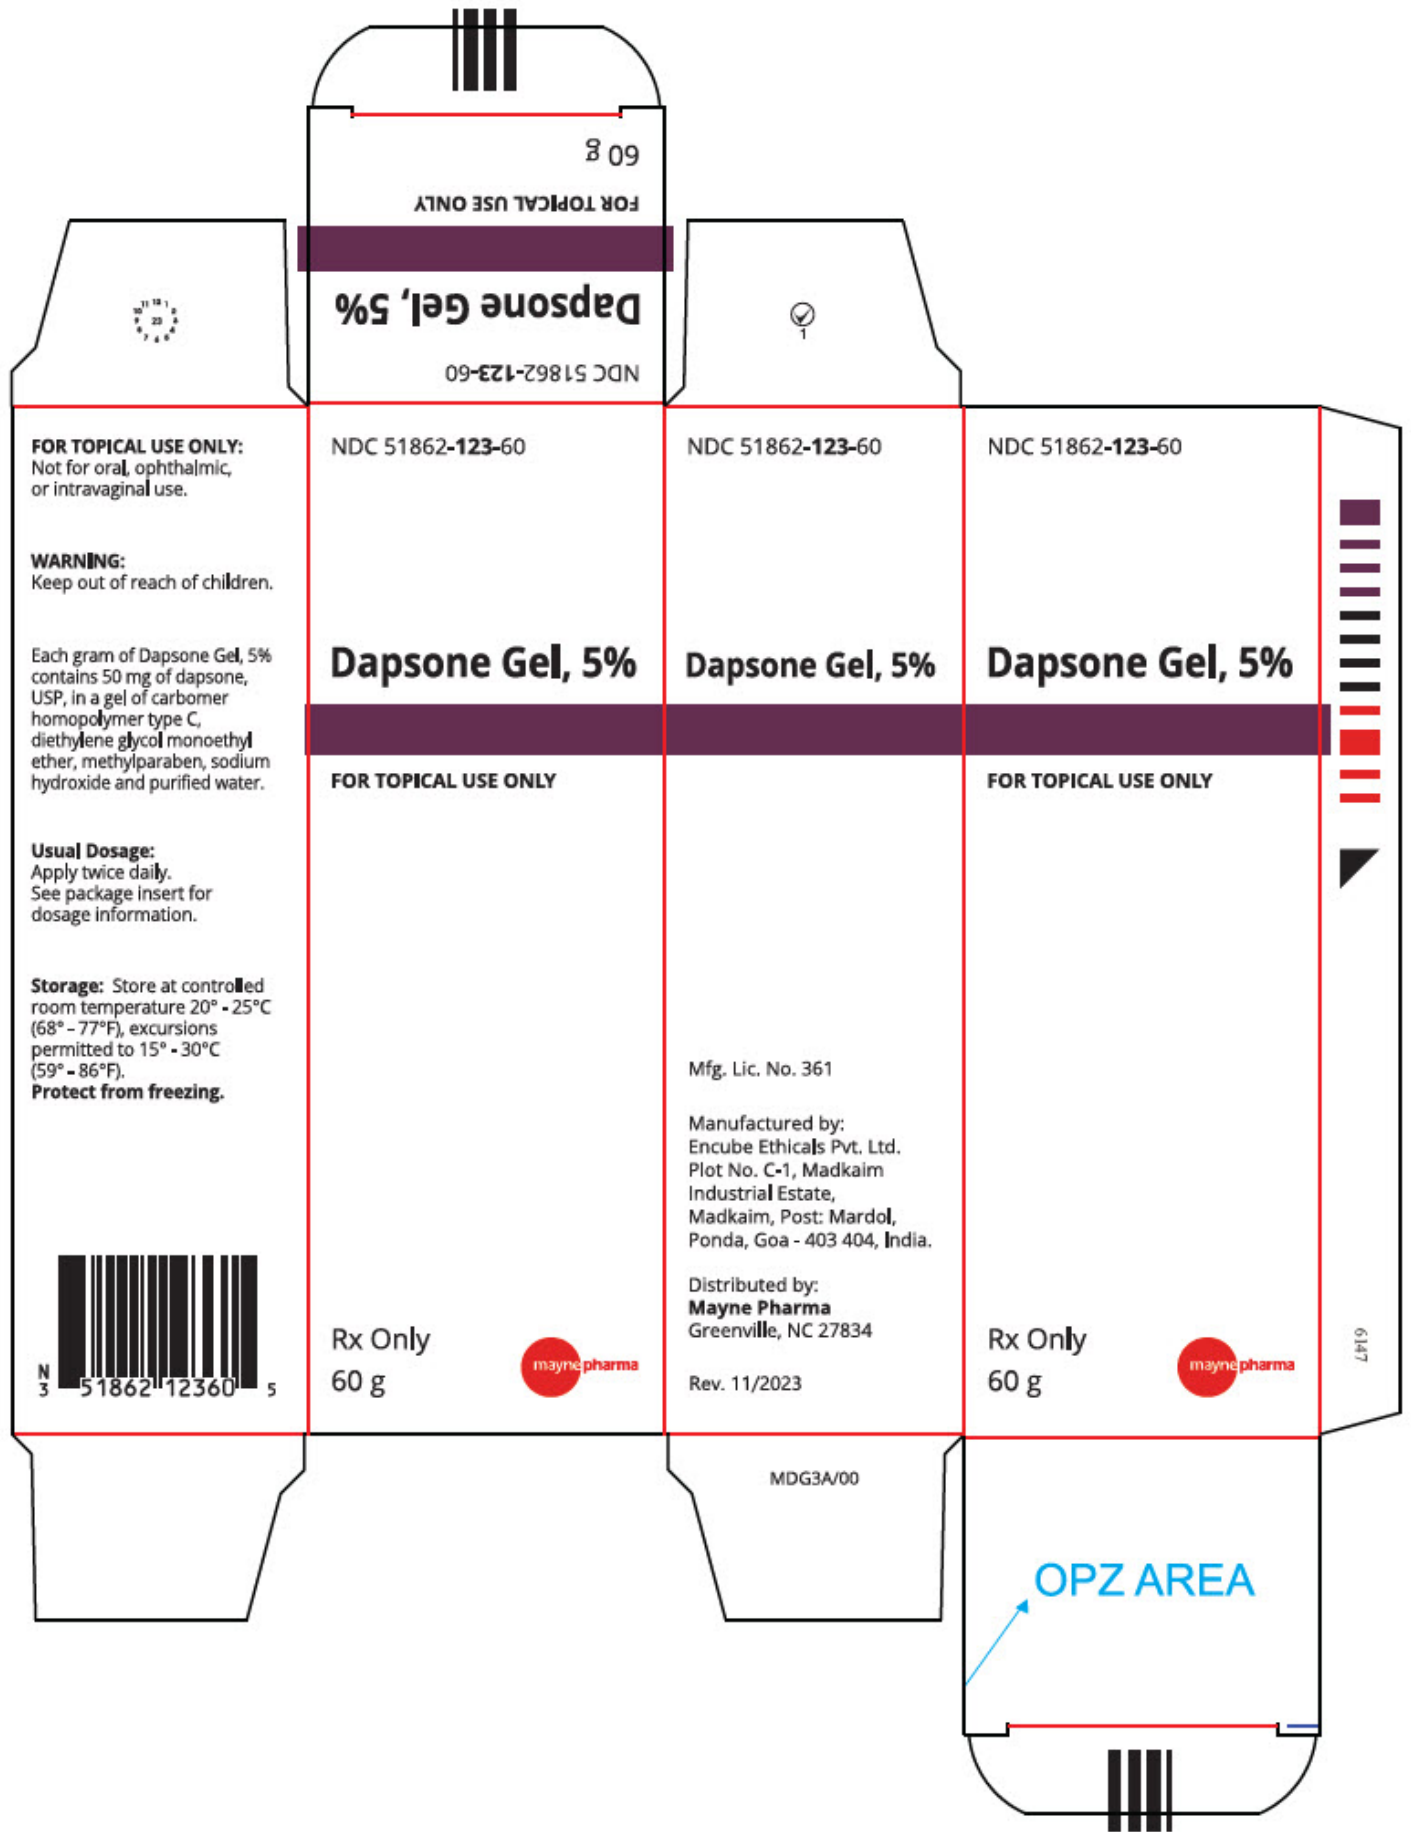 60 g
FOR TOPICAL USE ONLY
Dapsone Gel, 5%
NDC 51862-123-60
11 12 1
23
1
FOR TOPICAL USE ONLY:
Not for oral, ophthalmic,
or intravaginal use.
WARNING:
Keep out of reach of children.
Each gram of Dapsone Gel, 5%
contains 50 mg of dapsone,
USP, in a gel of carbomer
homopolymer type C,
diethylene glycol monoethyl
ether, methylparaben, sodium
hydroxide and purified water.
Usual Dosage:
Apply twice daily.
See package insert for
dosage information.
Storage: Store at controlled
room temperature 20° - 25°C
(68° – 77°F), excursions
permitted to 15° - 30°C
(59° – 86°F).
Protect from freezing.
N
3
51862 12360 5
NDC 51862-123-60
Dapsone Gel, 5%
FOR TOPICAL USE ONLY
Rx Only
60 g
mayne pharma
NDC 51862-123-60
Dapsone Gel, 5%
Mfg. Lic. No. 361
Manufactured by:
Encube Ethicals Pvt. Ltd.
Plot No. C-1, Madkaim
Industrial Estate,
Madkaim, Post: Mardol,
Ponda, Goa - 403 404, India.
Distributed by:
Mayne Pharma
Greenville, NC 27834
Rev. 11/2023
MDG3A/00
NDC 51862-123-60
Dapsone Gel, 5%
FOR TOPICAL USE ONLY
Rx Only
60 g
mayne pharma
6147
OPZ AREA